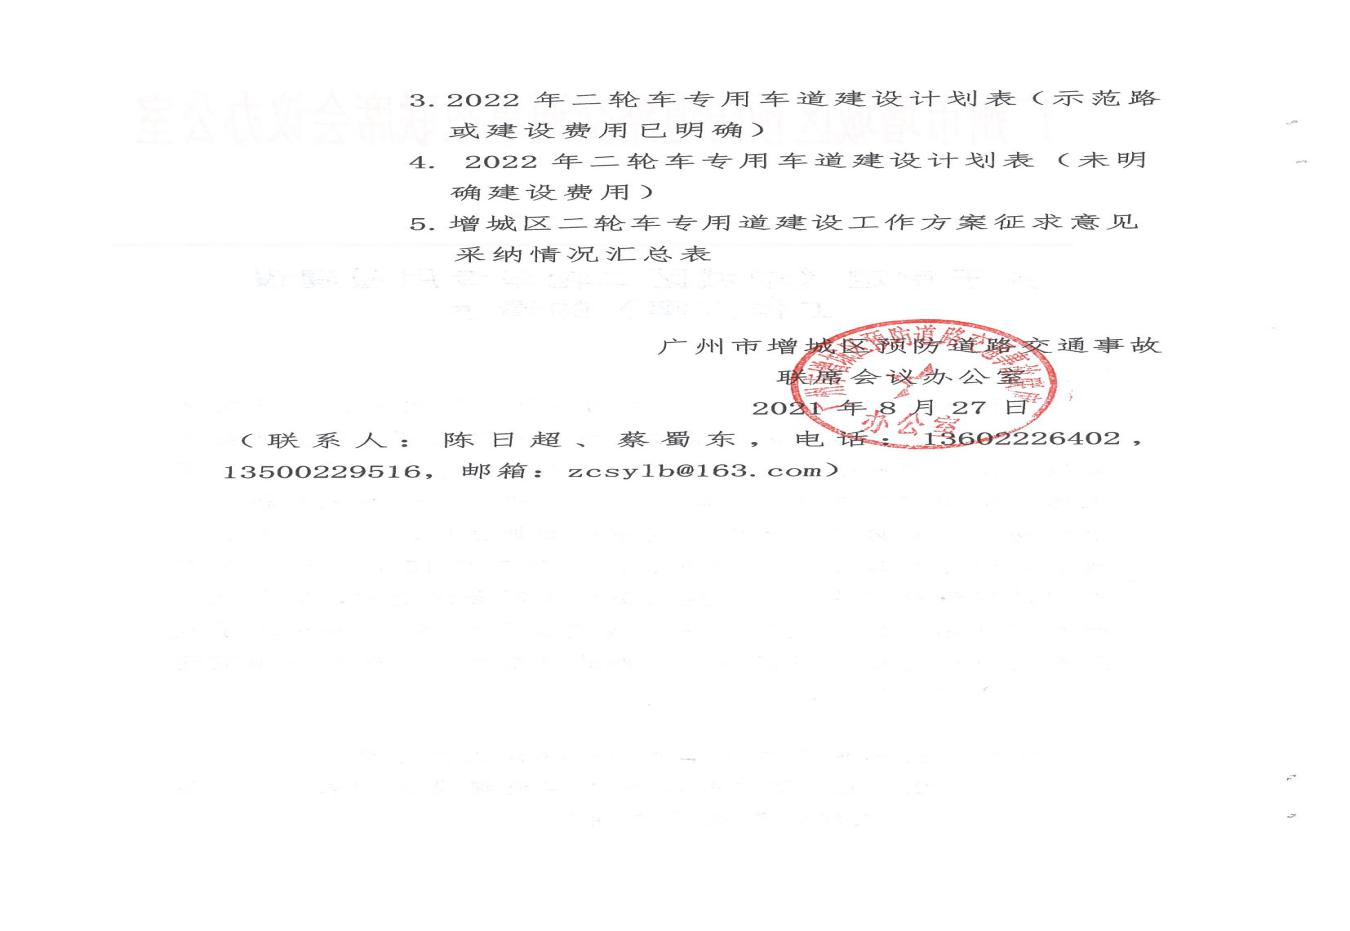 3. 2022 年二轮车专用车道建设计划表（示范路
或建设费用已明确）
4. 2022 年二轮车专用车道建设计划表（未明
确建设费用）
5. 增城区二轮车专用道建设工作方案征求意见
采纳情况汇总表
广州市增城区预防道路交通事故
联席会议办公室
2021 年 8 月 27 日
办公室
（联系人：陈日超、蔡蜀东，电话：13602226402，
13500229516，邮箱：zcsylb@163.com）